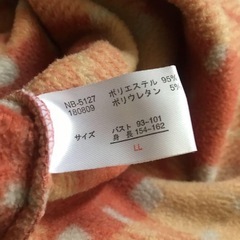 NB-5127 ポリエステル 95%
180809 ポリウレタン 5%
サイズ バスト 93~101
身長 154~162
LL